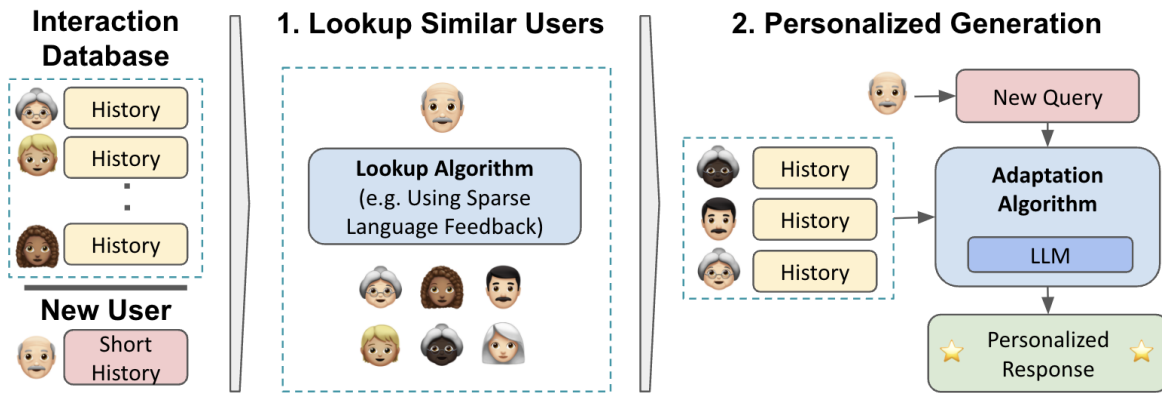 Interaction
Database
History
History
History
New User
Short
History
1. Lookup Similar Users
Lookup Algorithm
(e.g. Using Sparse
Language Feedback)
2. Personalized Generation
New Query
History
History
History
Adaptation
Algorithm
LLM
Personalized
Response